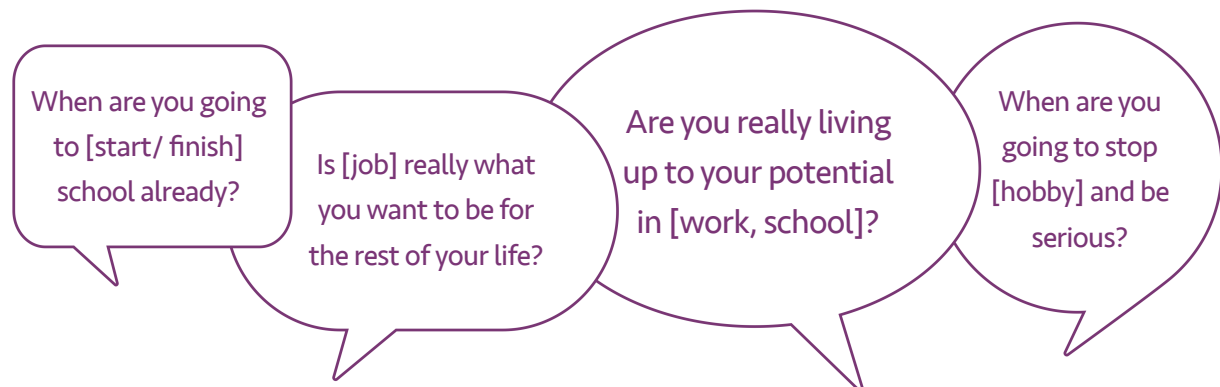 When are you going
to [start/ finish]
school already?
Is [job] really what
you want to be for
the rest of your life?
Are you really living
up to your potential
in [work, school]?
When are you
going to stop
[hobby] and be
serious?